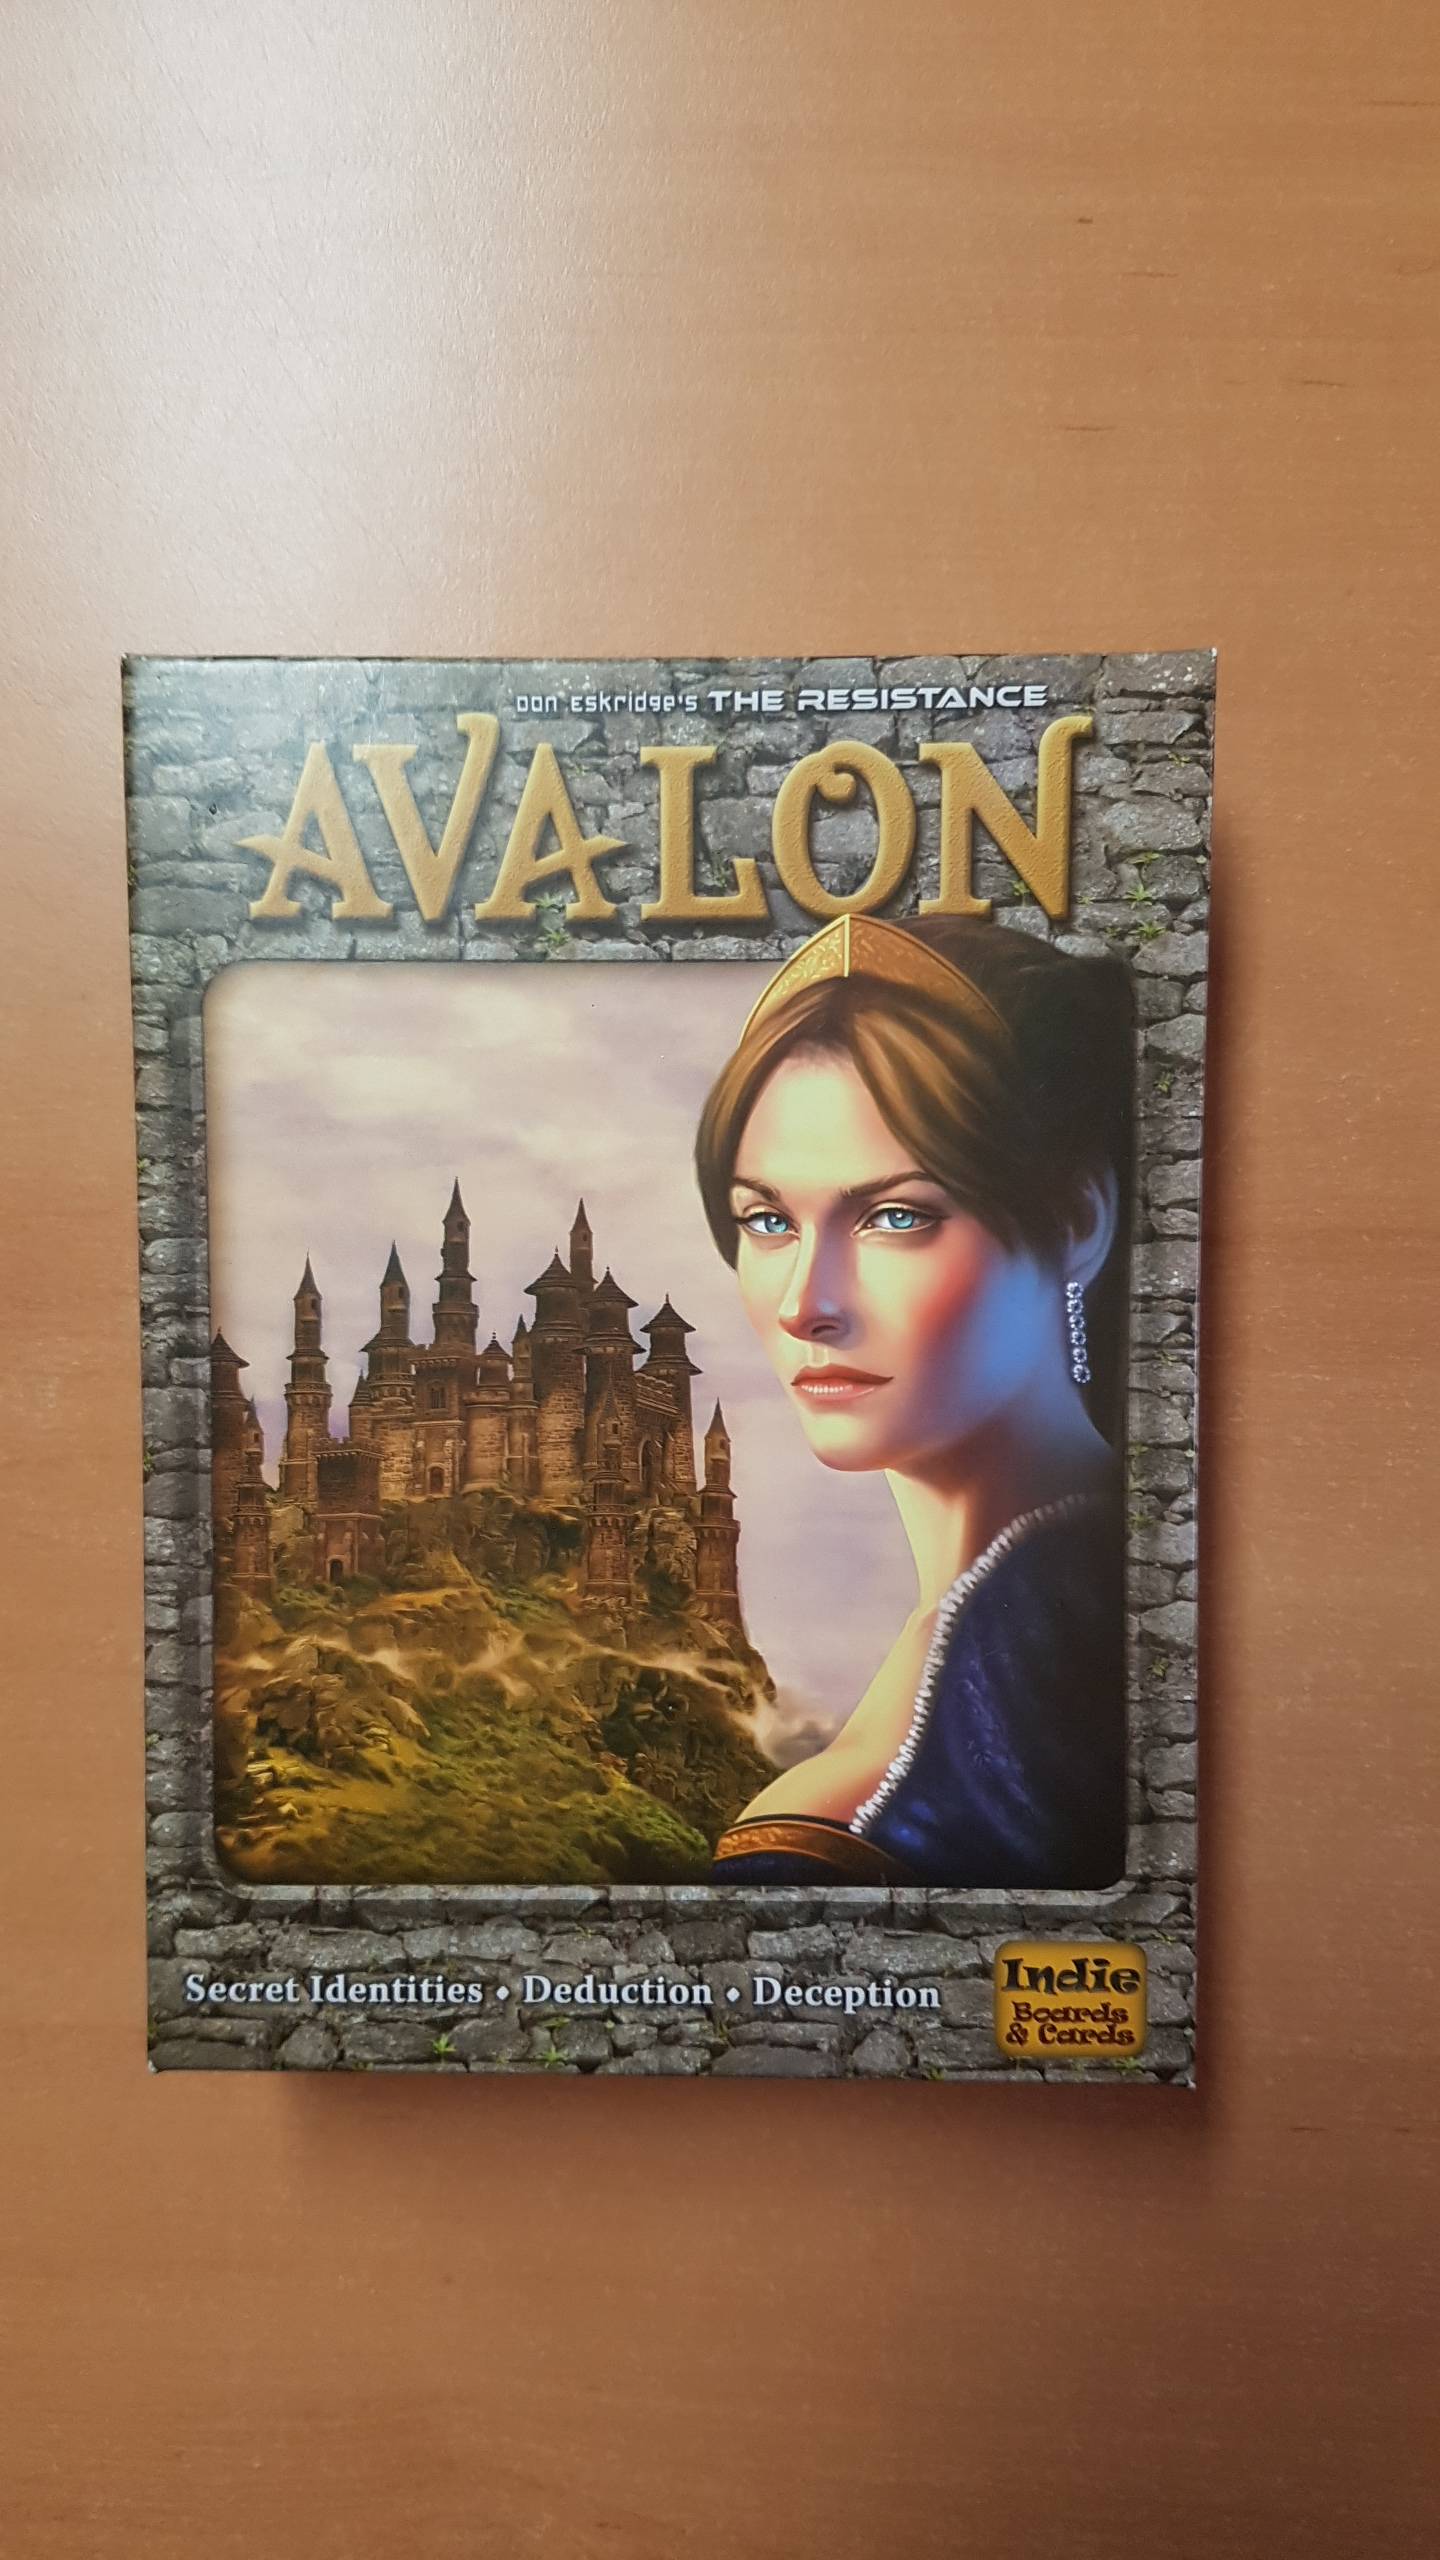 Don Eskridge's THE RESISTANCE
AVALON
Secret Identities • Deduction • Deception
Indie
Boards
& Cards